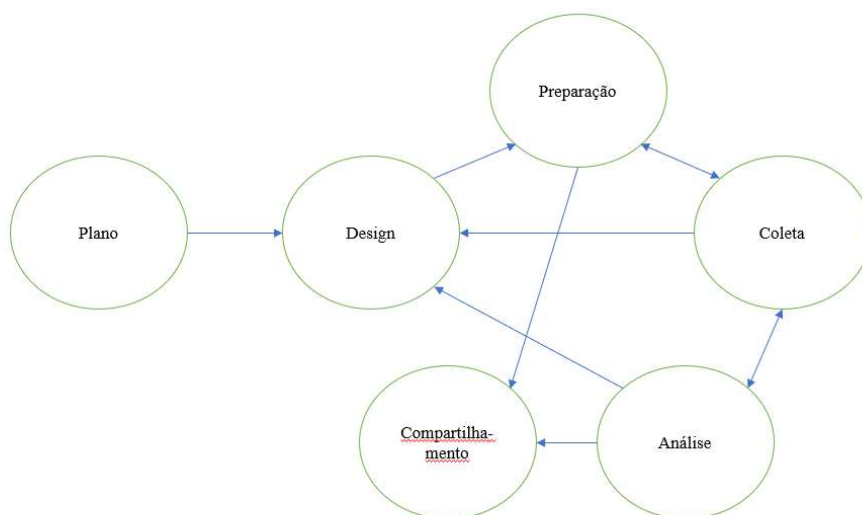 Preparação
Plano
Design
Coleta
Compartilha-
mento
Análise